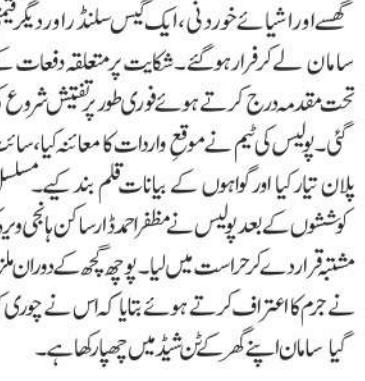 گھسے اور اشیائے خوردنی، ایک گیس سلنڈر اور دیگر قیمتی
سامان لے کر فرار ہو گئے۔ شکایت پر متعلقہ دفعات کے
تحت مقدمہ درج کرتے ہوئے فوری طور پر تفتیش شروع کی
گئی۔ پولیس کی ٹیم نے موقع واردات کا معائنہ کیا، سائٹ
پلان تیار کیا اور گواہوں کے بیانات قلم بند کیے۔ مسلسل
کوششوں کے بعد پولیس نے مظفر احمد ڈار ساکن ہانجی ویرہ
مشتبہ قرار دے کر حراست میں لیا۔ پوچھ گچھ کے دوران ملزم
نے جرم کا اعتراف کرتے ہوئے بتایا کہ اس نے چوری کیا
گیا سامان اپنے گھر کے ٹن شیڈ میں چھپا رکھا ہے۔